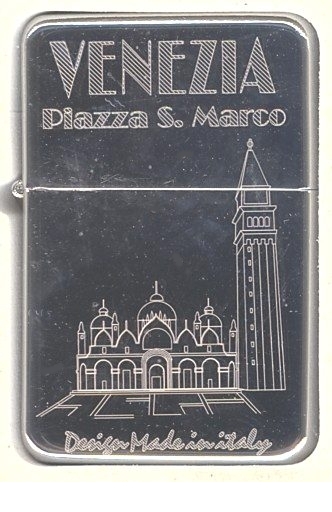 VENEZIA
Piazza S. Marco
Design Made in italy